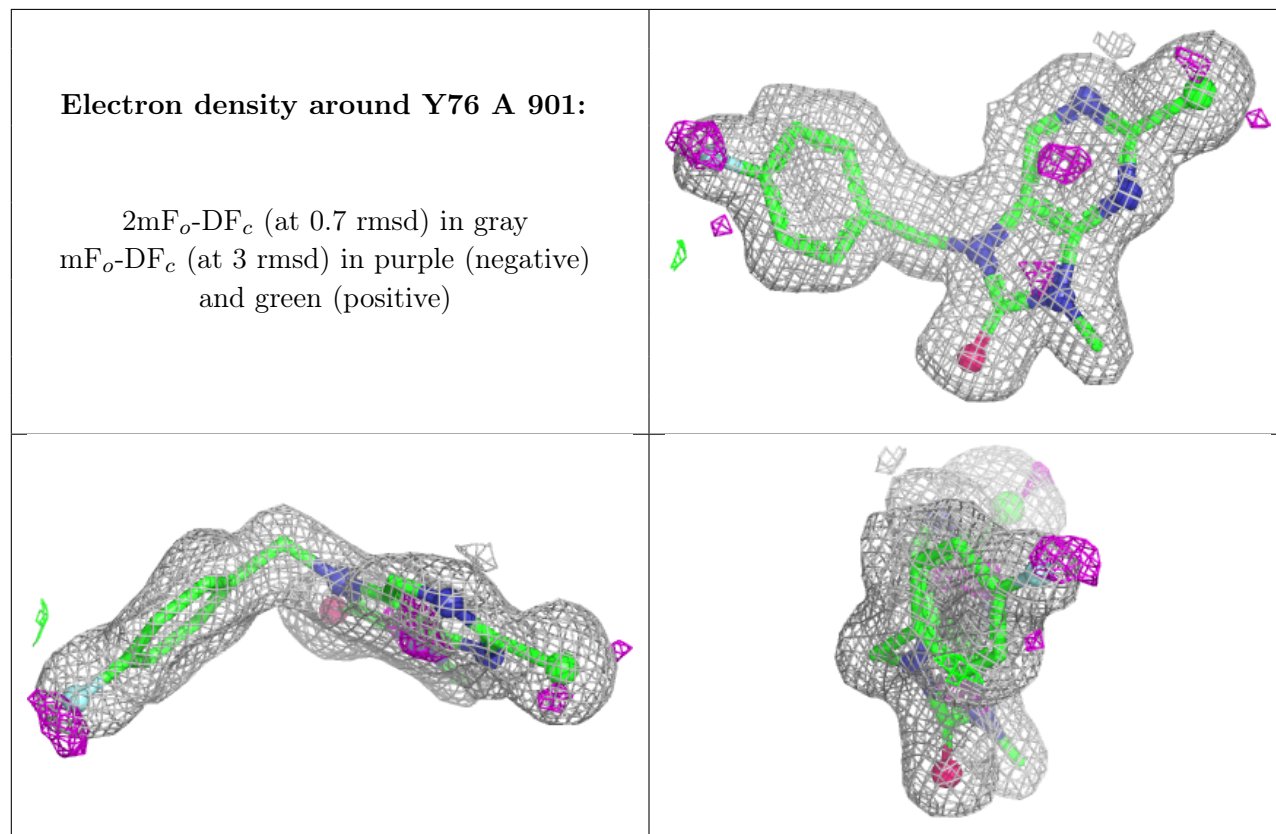 Electron density around Y76 A 901:
2mFo-DFc (at 0.7 rmsd) in gray
mFo-DFc (at 3 rmsd) in purple (negative)
and green (positive)